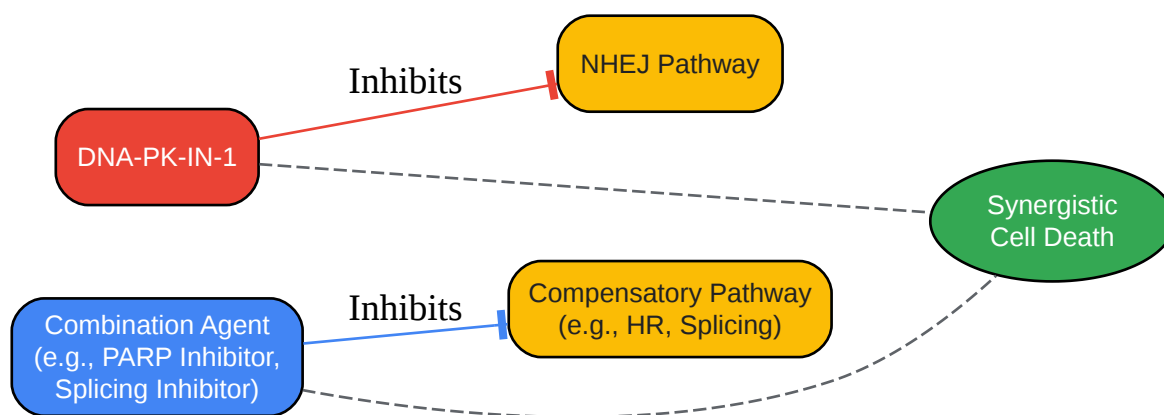 NHEJ Pathway
Inhibits
DNA-PK-IN-1
Synergistic
Cell Death
Compensatory Pathway
(e.g., HR, Splicing)
Inhibits
Combination Agent
(e.g., PARP Inhibitor,
Splicing Inhibitor)